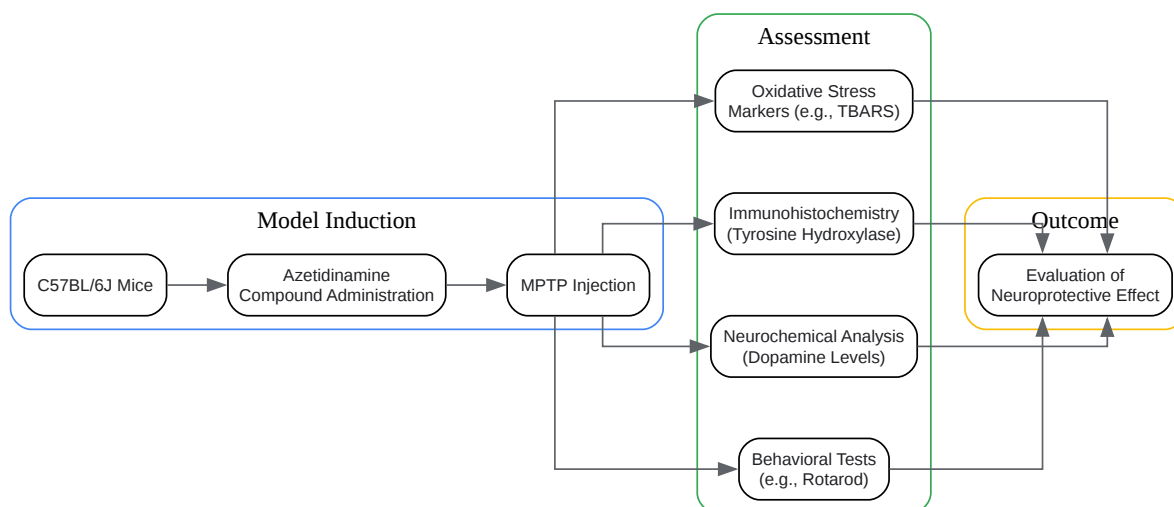 Model Induction
C57BL/6J Mice
Azetidinamine
Compound Administration
MPTP Injection
Assessment
Oxidative Stress
Markers (e.g., TBARS)
Immunohistochemistry
(Tyrosine Hydroxylase)
Neurochemical Analysis
(Dopamine Levels)
Behavioral Tests
(e.g., Rotarod)
Outcome
Evaluation of
Neuroprotective Effect